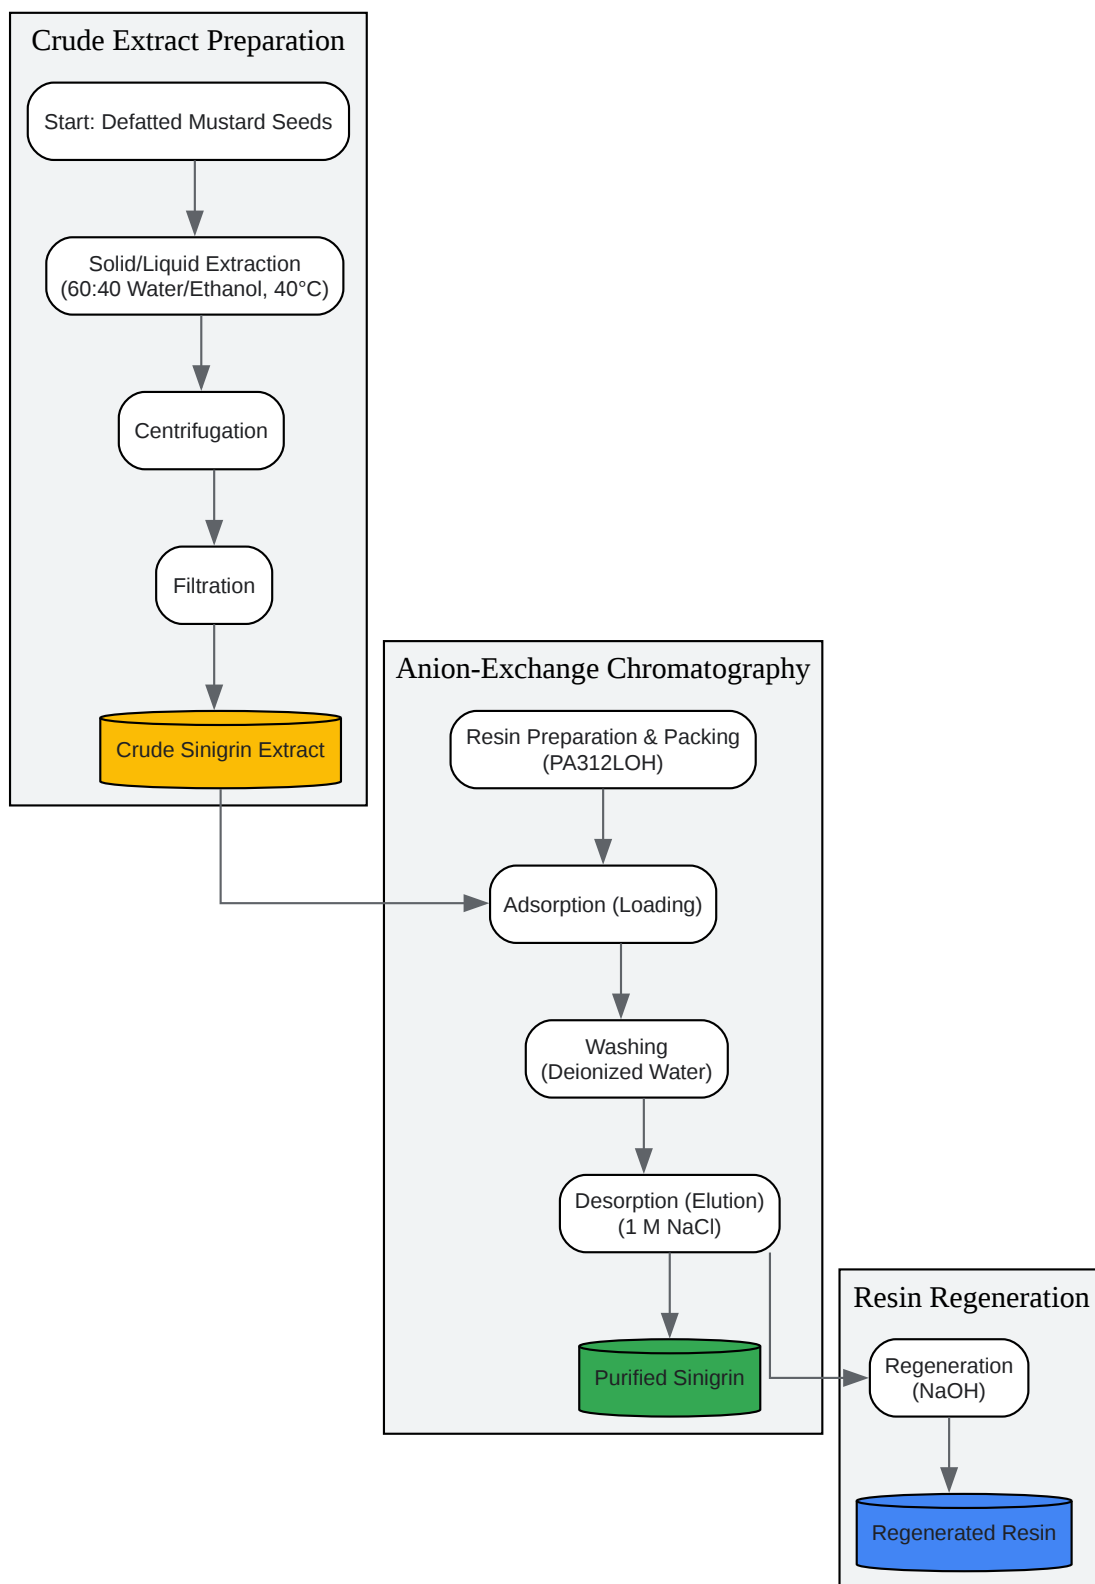 Crude Extract Preparation
Start: Defatted Mustard Seeds
Solid/Liquid Extraction
(60:40 Water/Ethanol, 40°C)
Centrifugation
Filtration
Crude Sinigrin Extract
Anion-Exchange Chromatography
Resin Preparation & Packing
(PA312LOH)
Adsorption (Loading)
Washing
(Deionized Water)
Desorption (Elution)
(1 M NaCl)
Purified Sinigrin
Resin Regeneration
Regeneration
(NaOH)
Regenerated Resin